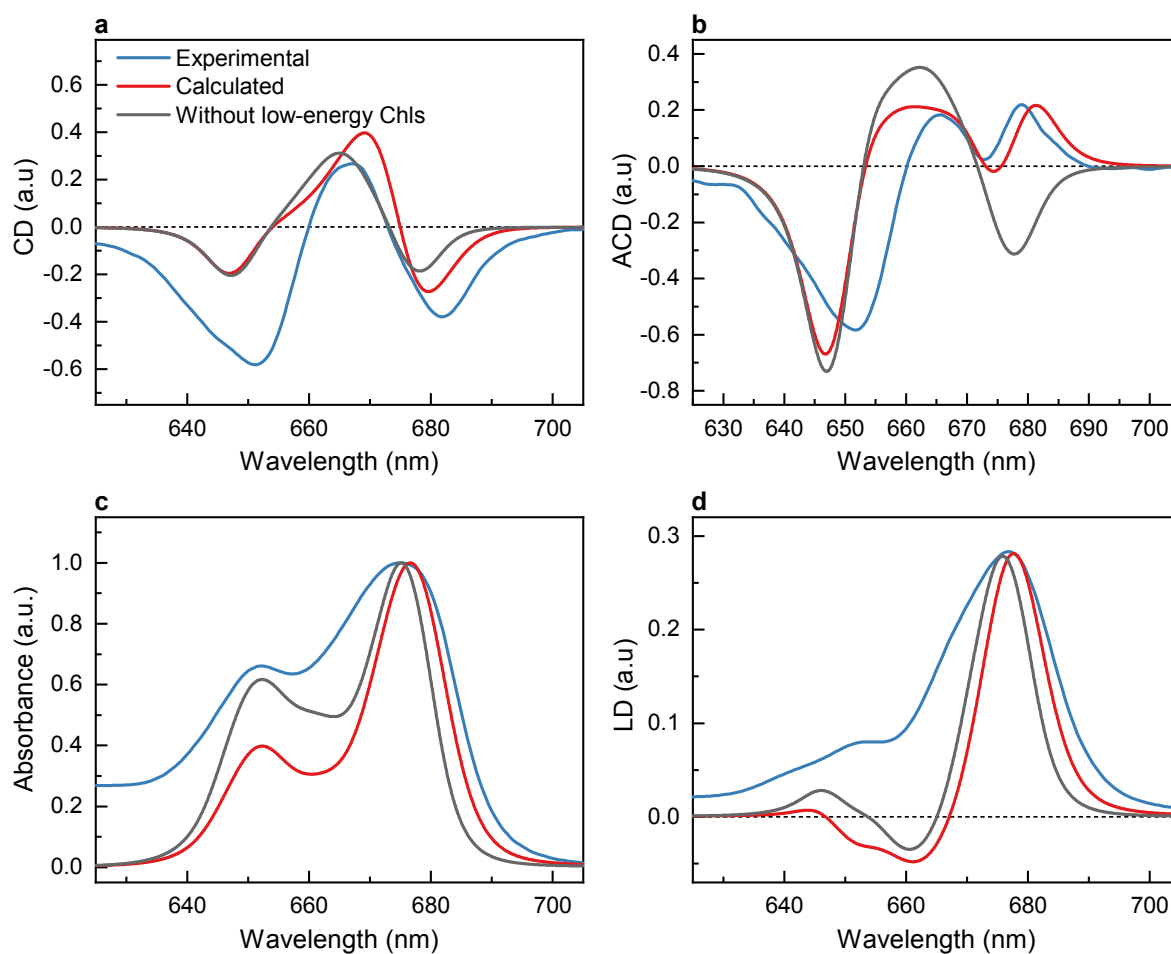 a
0.6
0.4
0.2
0.0
-0.2
-0.4
-0.6
CD (a.u)
Experimental
Calculated
Without low-energy Chls
640 660 680 700
Wavelength (nm)
b
0.4
0.2
0.0
-0.2
-0.4
-0.6
-0.8
ACD (a.u)
630 640 650 660 670 680 690 700
Wavelength (nm)
c
1.0
0.8
0.6
0.4
0.2
0.0
Absorbance (a.u.)
640 660 680 700
Wavelength (nm)
d
0.3
0.2
0.1
0.0
LD (a.u)
640 660 680 700
Wavelength (nm)